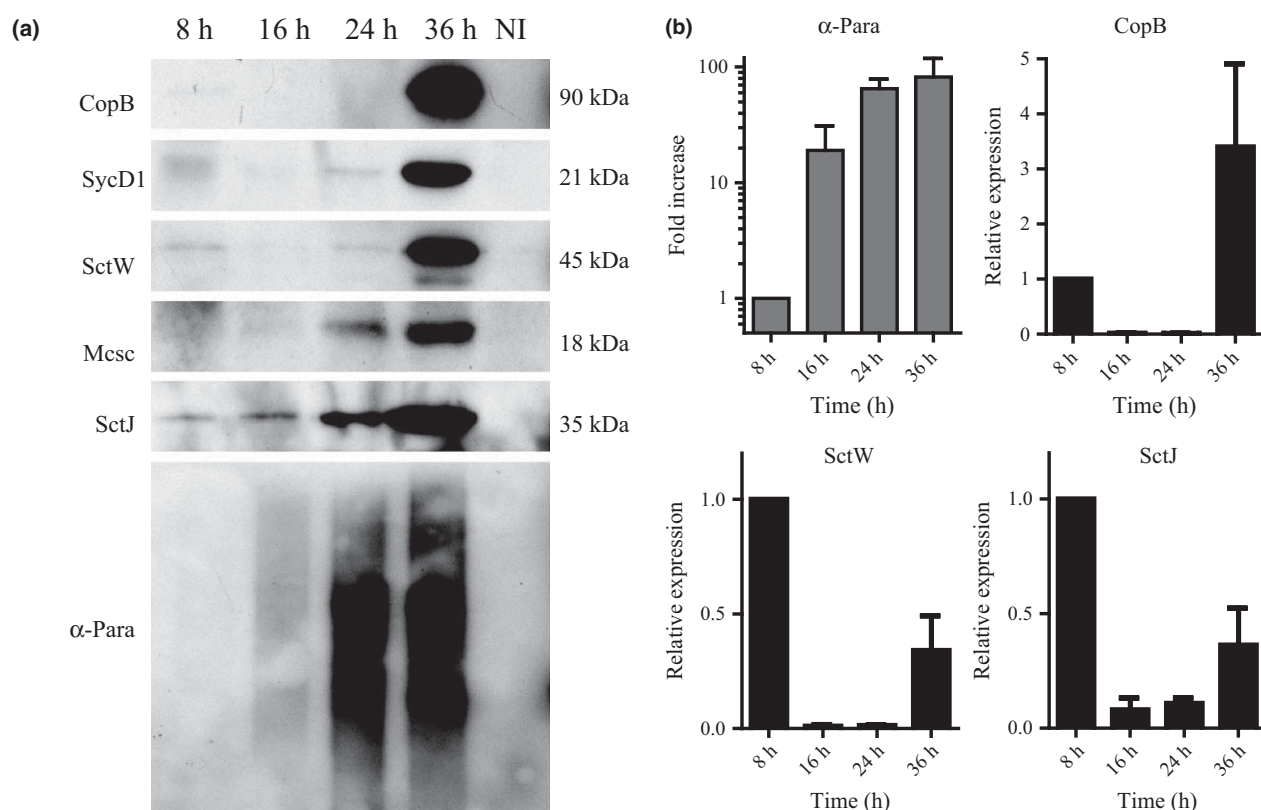 (a)
8 h 16 h 24 h 36 h NI
CopB 90 kDa
SycD1 21 kDa
SctW 45 kDa
Mcsc 18 kDa
SctJ 35 kDa
α-Para
(b)
α-Para
Fold increase
100
10
1
8 h 16 h 24 h 36 h
Time (h)
CopB
Relative expression
5
4
3
2
1
0
8 h 16 h 24 h 36 h
Time (h)
SctW
Relative expression
1.0
0.5
0.0
8 h 16 h 24 h 36 h
Time (h)
SctJ
Relative expression
1.0
0.5
0.0
8 h 16 h 24 h 36 h
Time (h)